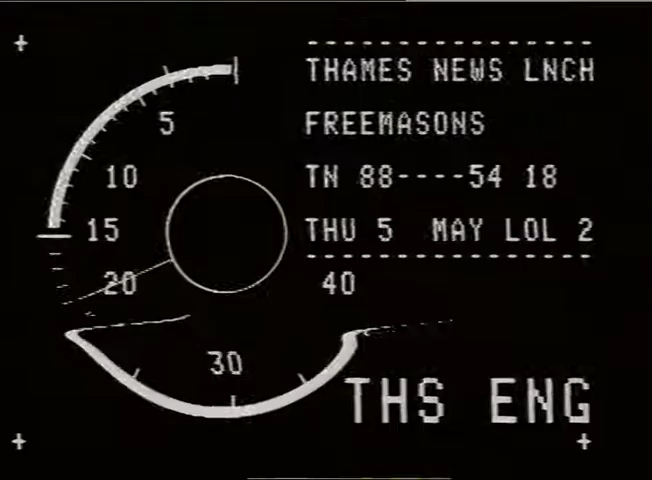 THAMES NEWS LNCH
5
FREEMASONS
10
TN 88----54 18
15
THU 5 MAY LOL 2
20
40
30
THS ENG